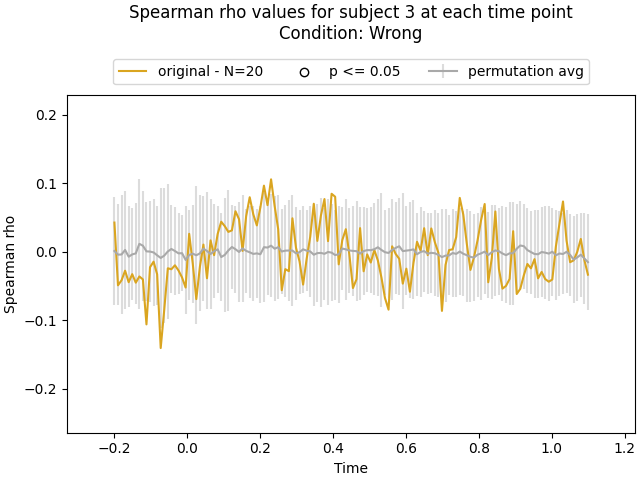 Spearman rho values for subject 3 at each time point
Condition: Wrong
original - N=20 p <= 0.05 permutation avg
0.2
0.1
0.0
−0.1
−0.2
Spearman rho
−0.2 0.0 0.2 0.4 0.6 0.8 1.0 1.2
Time